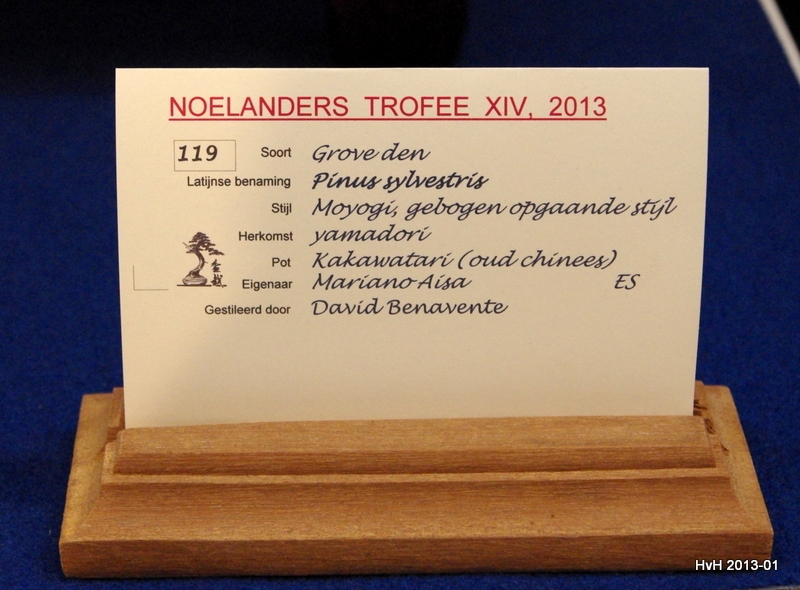 NOELANDERS TROFEE XIV, 2013
119 Soort Grove den
Latijnse benaming Pinus sylvestris
Stijl Moyogi, gebogen opgaande stijl
Herkomst yamadori
Pot Kakawatari (oud chinees)
Eigenaar Mariano Aisa ES
Gestileerd door David Benavente
HvH 2013-01